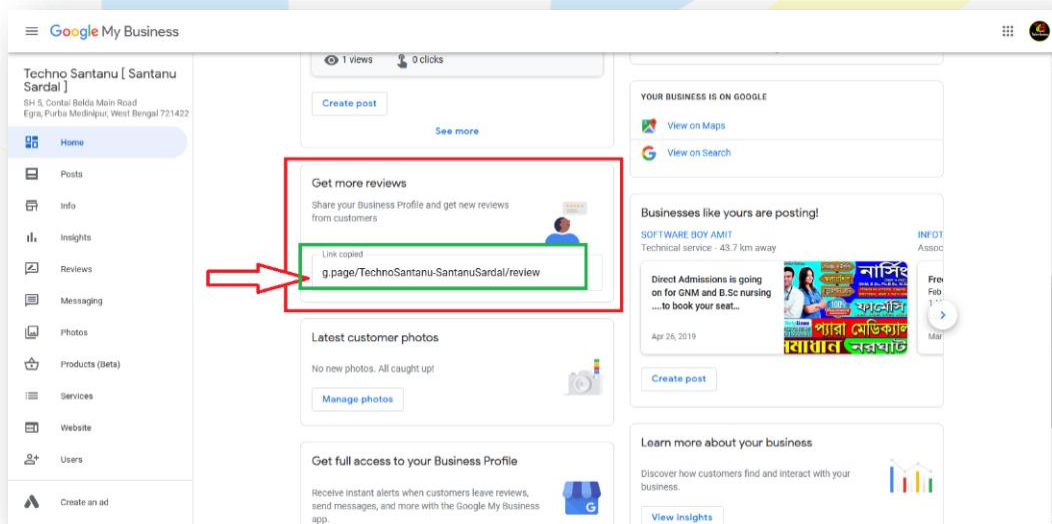 Google My Business
Techno Santanu [ Santanu
Sardal ]
SH 5, Contai Belda Main Road
Egra, Purba Medinipur, West Bengal 721422
Home
Posts
Info
Insights
Reviews
Messaging
Photos
Products (Beta)
Services
Website
Users
Create an ad
1 views
0 clicks
Create post
See more
Get more reviews
Share your Business Profile and get new reviews
from customers
Link copied
g.page/TechnoSantanu-SantanuSardal/review
Latest customer photos
No new photos. All caught up!
Manage photos
Get full access to your Business Profile
Receive instant alerts when customers leave reviews,
send messages, and more with the Google My Business
app.
YOUR BUSINESS IS ON GOOGLE
View on Maps
View on Search
Businesses like yours are posting!
SOFTWARE BOY AMIT
Technical service · 43.7 km away
Direct Admissions is going
on for GNM and B.Sc nursing
....to book your seat...
Apr 26, 2019
নার্সিং
100%
ফার্মেসি
প্যারা মেডিক্যাল
সমাধান নরঘাট
INFOT
Assoc
Free
Feb
Mar
Create post
Learn more about your business
Discover how customers find and interact with your
business.
View Insights